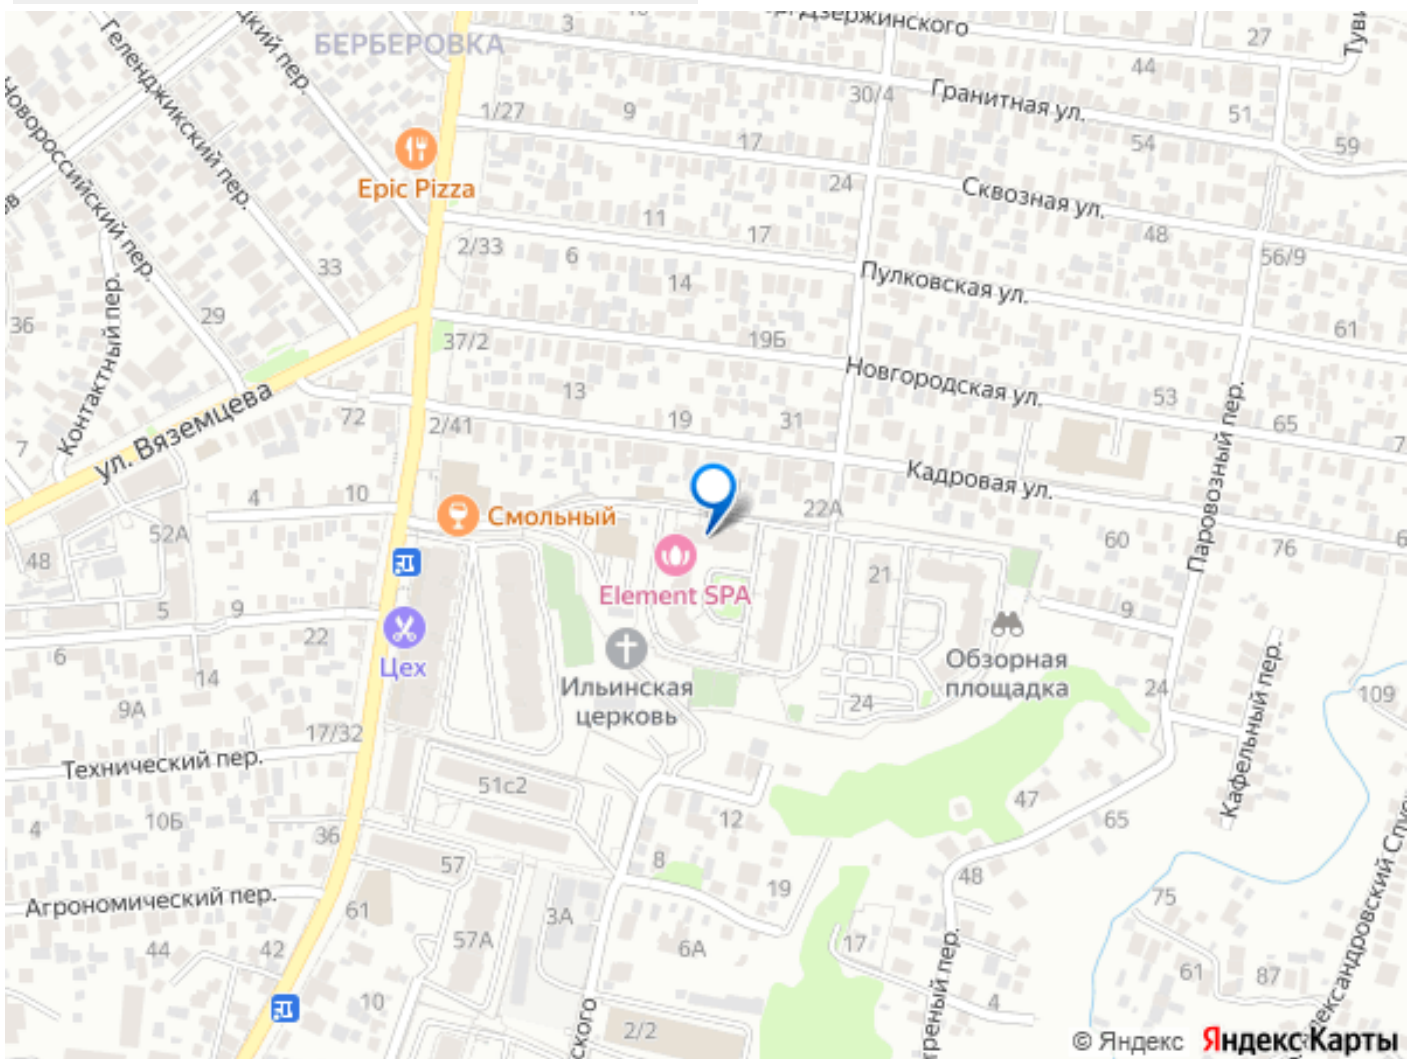 Дзержинского
БЕРБЕРОВКА
3
27
44
Геленджикский пер.
Новороссийский пер.
30/4
Гранитная ул.
51
1/27
9
17
54
59
Epic Pizza
24
Сквозная ул.
11
17
48
2/33
6
56/9
33
14
Пулковская ул.
36
29
19Б
61
37/2
Контактный пер.
Новгородская ул.
13
53
72
19
31
65
2/41
7
ул. Вяземцева
Кадровая ул.
Паровозный пер.
4
10
Смольный
22А
52А
60
76
48
21
Element SPA
5
9
9
22
Цех
6
Обзорная
площадка
14
Ильинская
церковь
24
24
109
9А
17/32
Технический пер.
51с2
Кафельный пер.
47
4
10Б
36
12
65
57
8
48
19
75
Агрономический пер.
61
3А
57А
6А
17
44
42
61
87
10
4
2/2
© Яндекс
Яндекс Карты